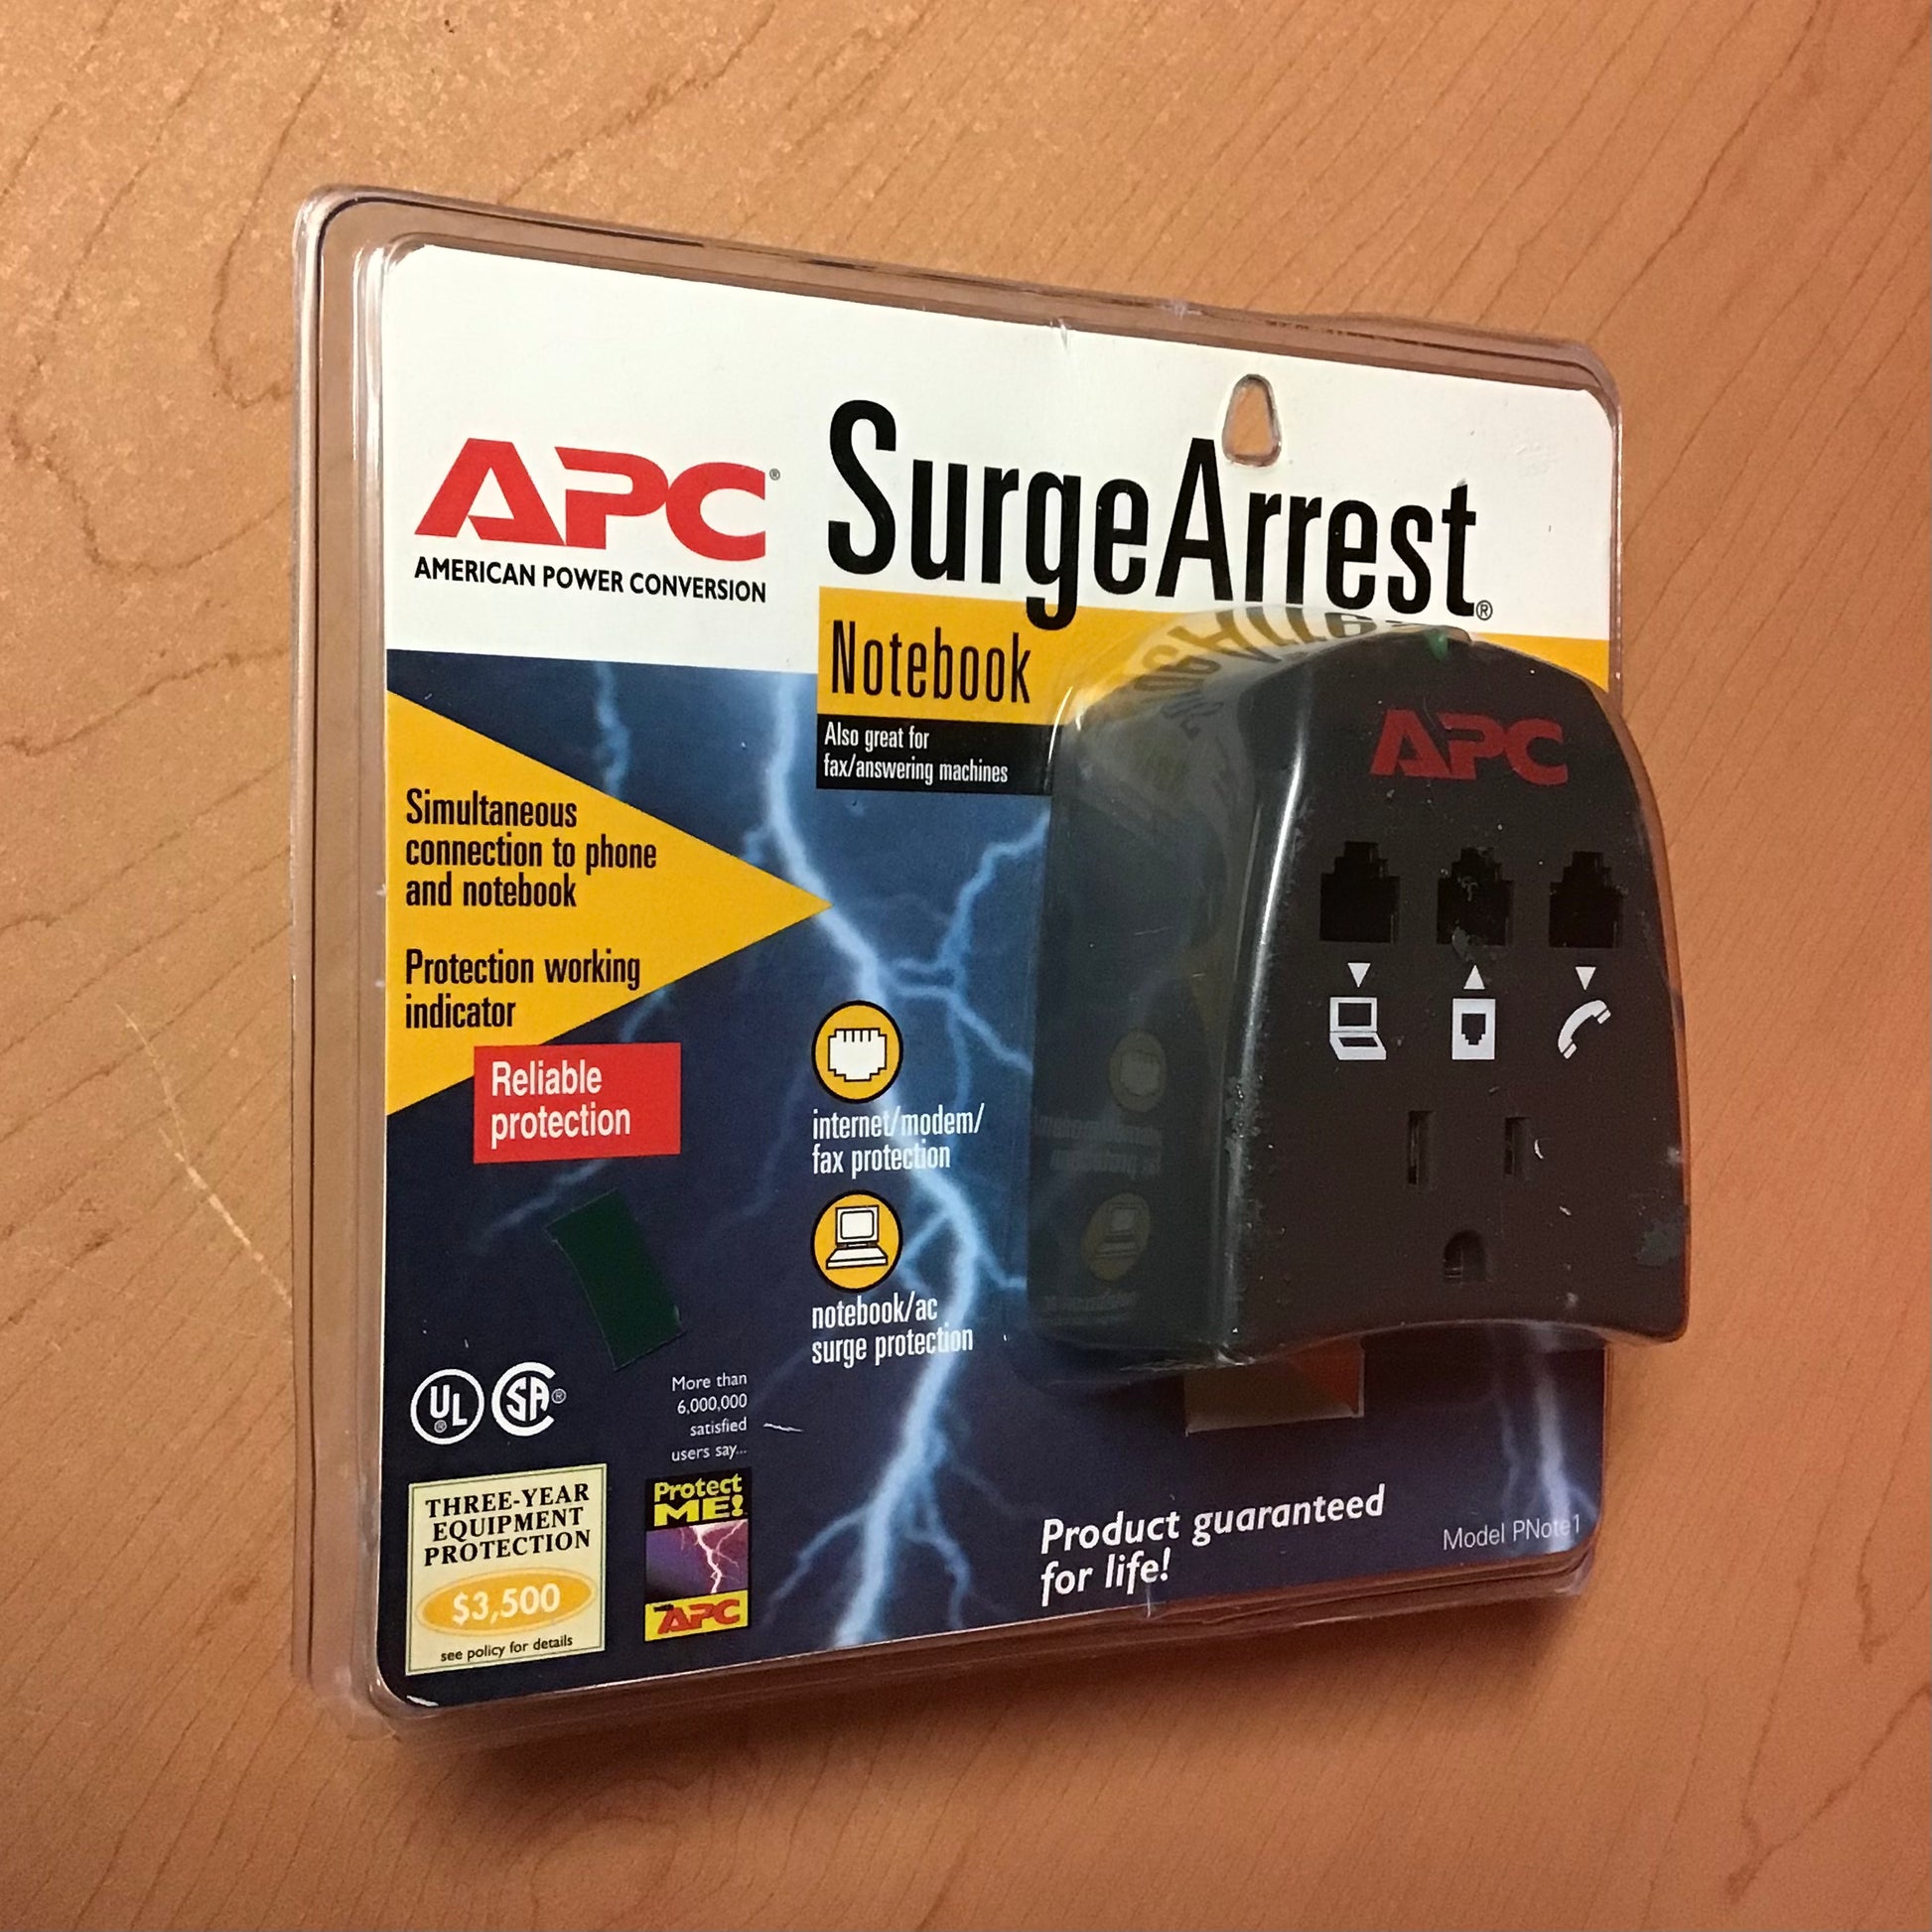 APC®
AMERICAN POWER CONVERSION
SurgeArrest®
Notebook
Also great for
fax/answering machines
Simultaneous
connection to phone
and notebook
Protection working
indicator
Reliable
protection
internet/modem/
fax protection
notebook/ac
surge protection
APC
UL®
SA®
More than
6,000,000
satisfied
users say...
THREE-YEAR
EQUIPMENT
PROTECTION
$3,500
see policy for details
Protect
ME!
APC
Product guaranteed
for life!
Model PNote1